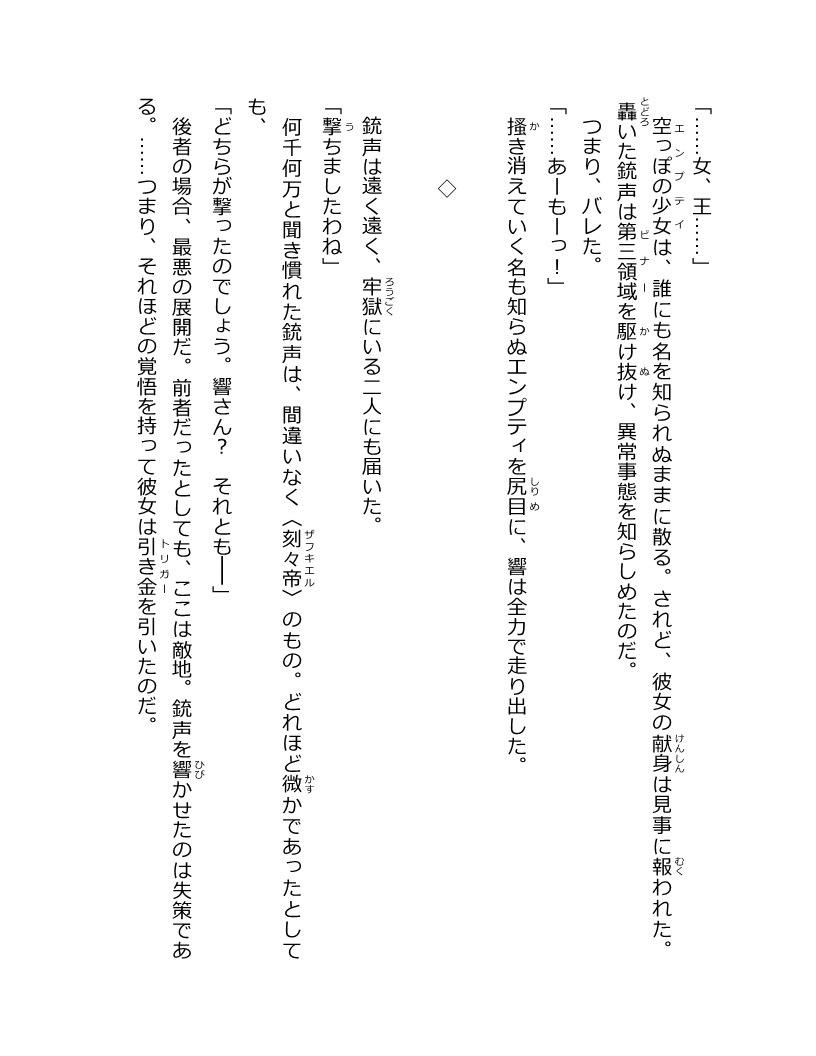 「……女、王……」
空っぽの少女は、誰にも名を知られぬままに散る。されど、彼女の献身は見事に報われた。
轟いた銃声は第三領域を駆け抜け、異常事態を知らしめたのだ。
つまり、バレた。
「……あーもーっ！」
掻き消えていく名も知らぬエンプティを尻目に、響は全力で走り出した。
◇
銃声は遠く遠く、牢獄にいる二人にも届いた。
「撃ちましたわね」
何千何万と聞き慣れた銃声は、間違いなく〈刻々帝〉のもの。どれほど微かであったとして
も、
「どちらが撃ったのでしょう。響さん？　それとも──」
後者の場合、最悪の展開だ。前者だったとしても、ここは敵地。銃声を響かせたのは失策であ
る。……つまり、それほどの覚悟を持って彼女は引き金を引いたのだ。
エンプティ
けんしん
むく
とどろ
ビナー
か
ぬ
か
しりめ
ろうごく
う
ザフキエル
かす
ひび
トリガー